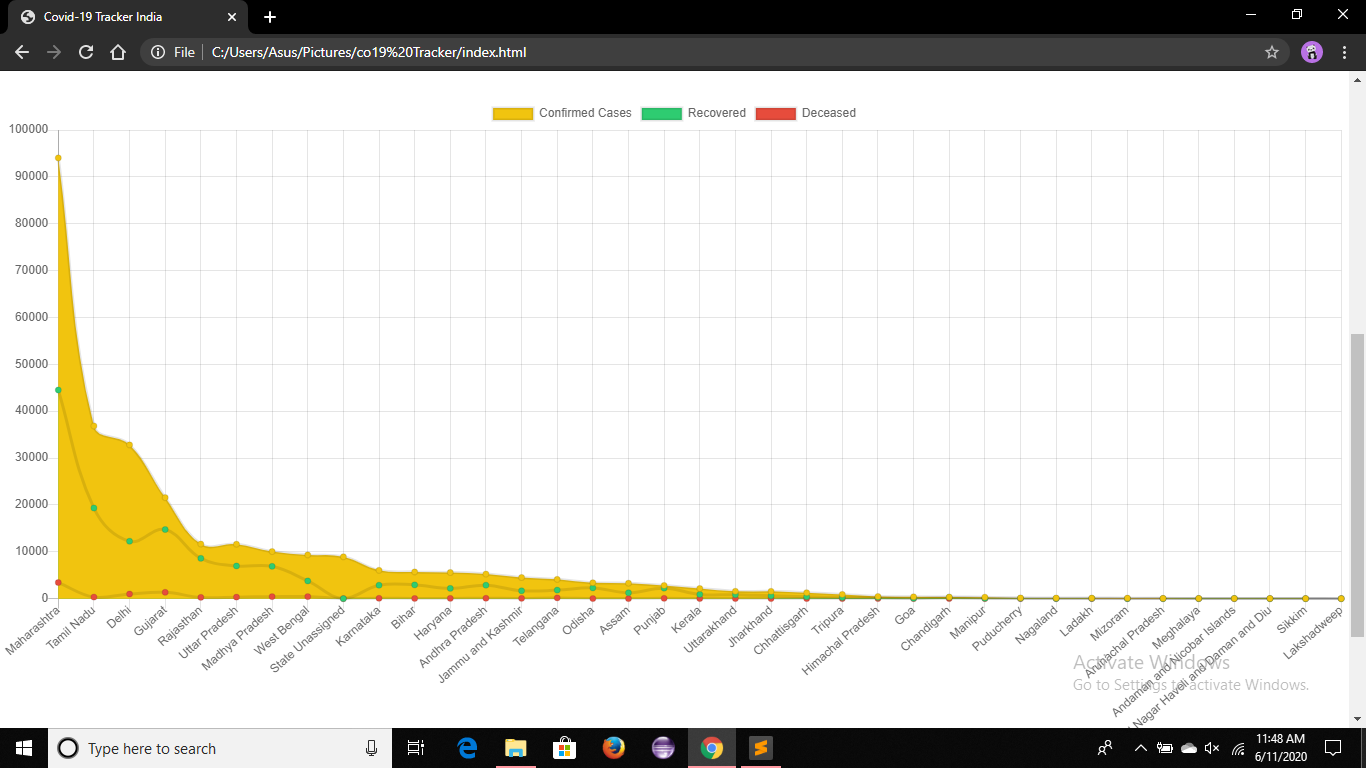 Covid-19 Tracker India
File C:/Users/Asus/Pictures/co19%20Tracker/index.html
Confirmed Cases Recovered Deceased
100000
90000
80000
70000
60000
50000
40000
30000
20000
10000
0
Maharashtra
Tamil Nadu
Delhi
Gujarat
Rajasthan
Uttar Pradesh
Madhya Pradesh
West Bengal
State Unassigned
Karnataka
Bihar
Haryana
Andhra Pradesh
Jammu and Kashmir
Telangana
Odisha
Assam
Punjab
Kerala
Uttarakhand
Jharkhand
Chhattisgarh
Tripura
Himachal Pradesh
Goa
Chandigarh
Manipur
Puducherry
Nagaland
Ladakh
Mizoram
Arunachal Pradesh
Meghalaya
Andaman and Nicobar Islands
Nagar Haveli and Daman and Diu
Sikkim
Lakshadweep
Activate Windows
Go to Settings to activate Windows.
Type here to search
11:48 AM
6/11/2020